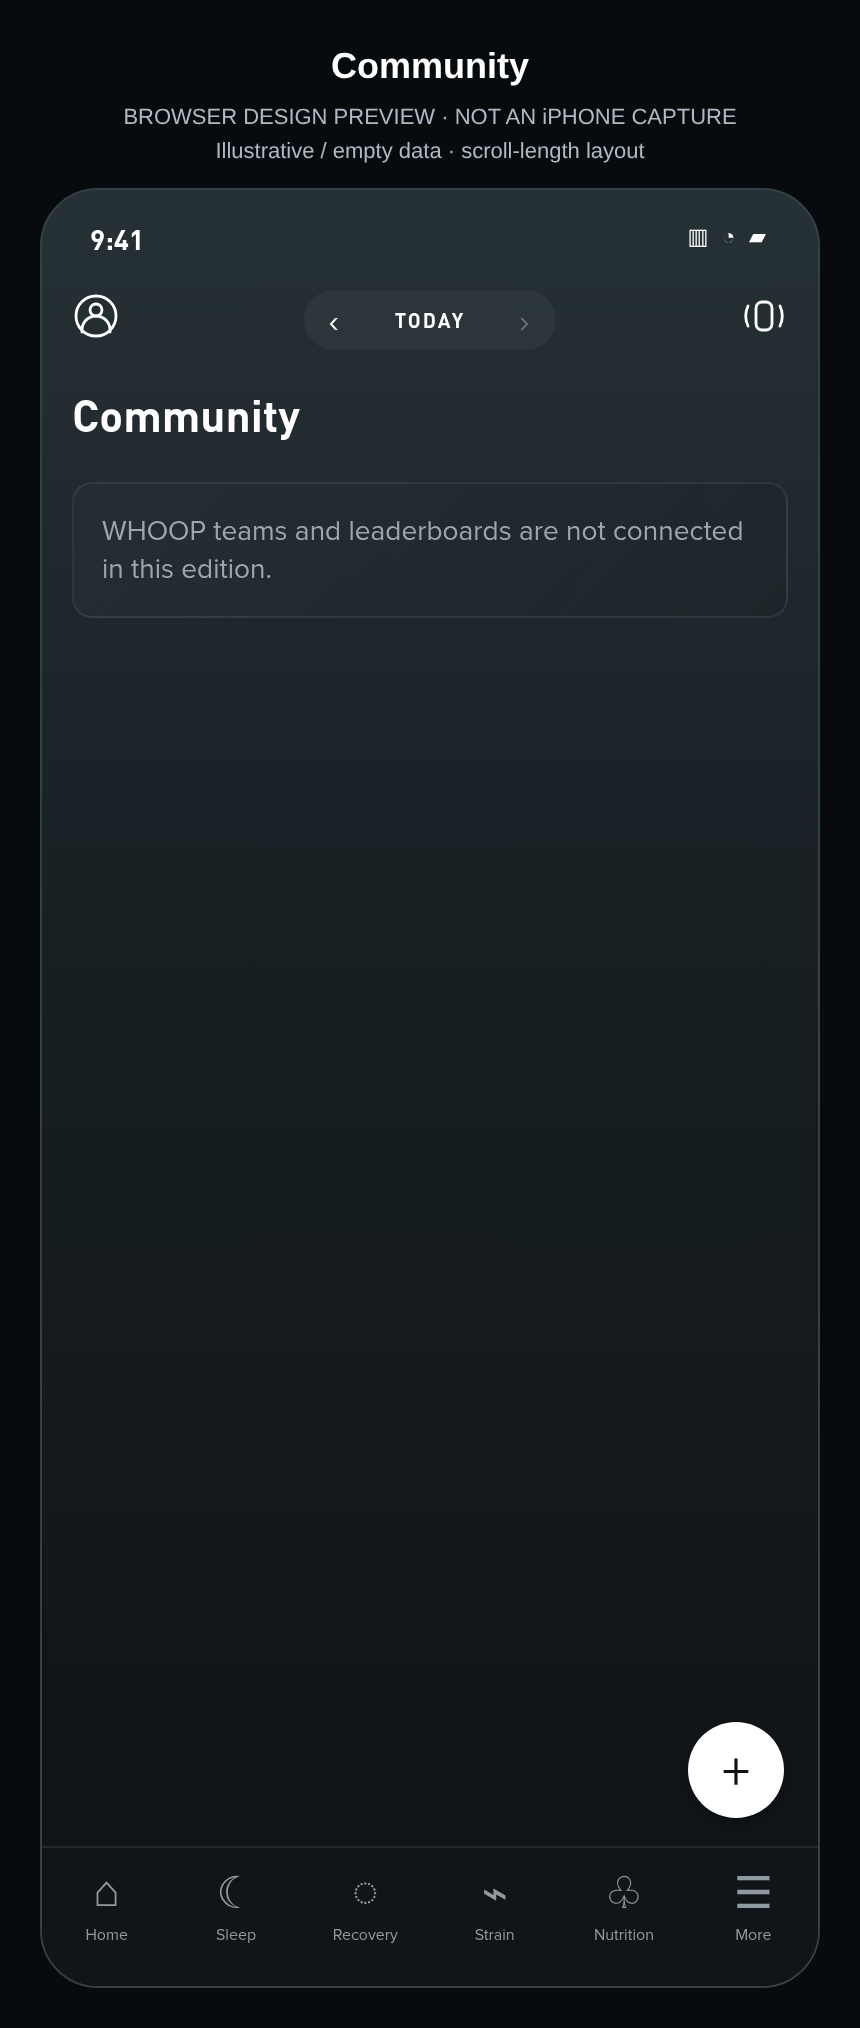 Community
BROWSER DESIGN PREVIEW · NOT AN iPHONE CAPTURE
Illustrative / empty data · scroll-length layout
9:41
TODAY
Community
WHOOP teams and leaderboards are not connected
in this edition.
Home Sleep Recovery Strain Nutrition More